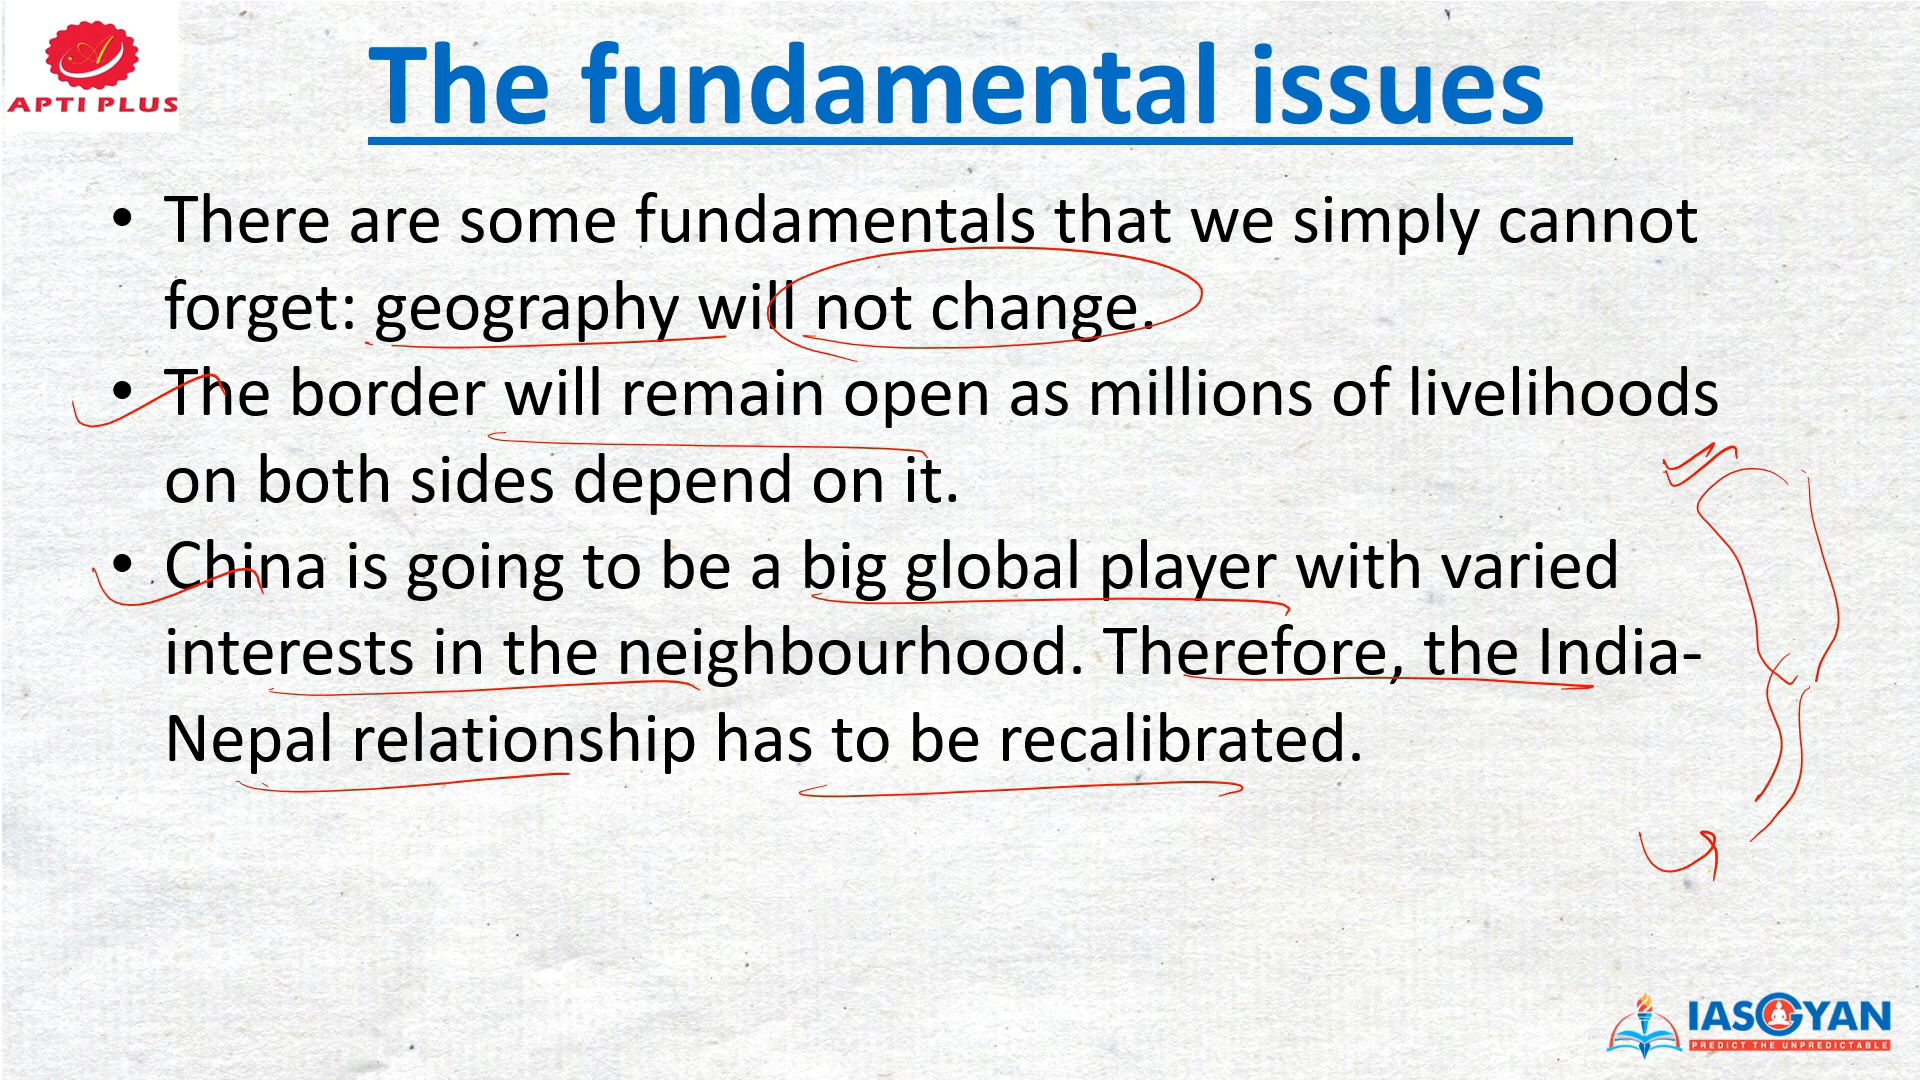 APTI PLUS
The fundamental issues
• There are some fundamentals that we simply cannot
forget: geography will not change.
• The border will remain open as millions of livelihoods
on both sides depend on it.
• China is going to be a big global player with varied
interests in the neighbourhood. Therefore, the India-
Nepal relationship has to be recalibrated.
IASGYAN
PREDICT THE UNPREDICTABLE